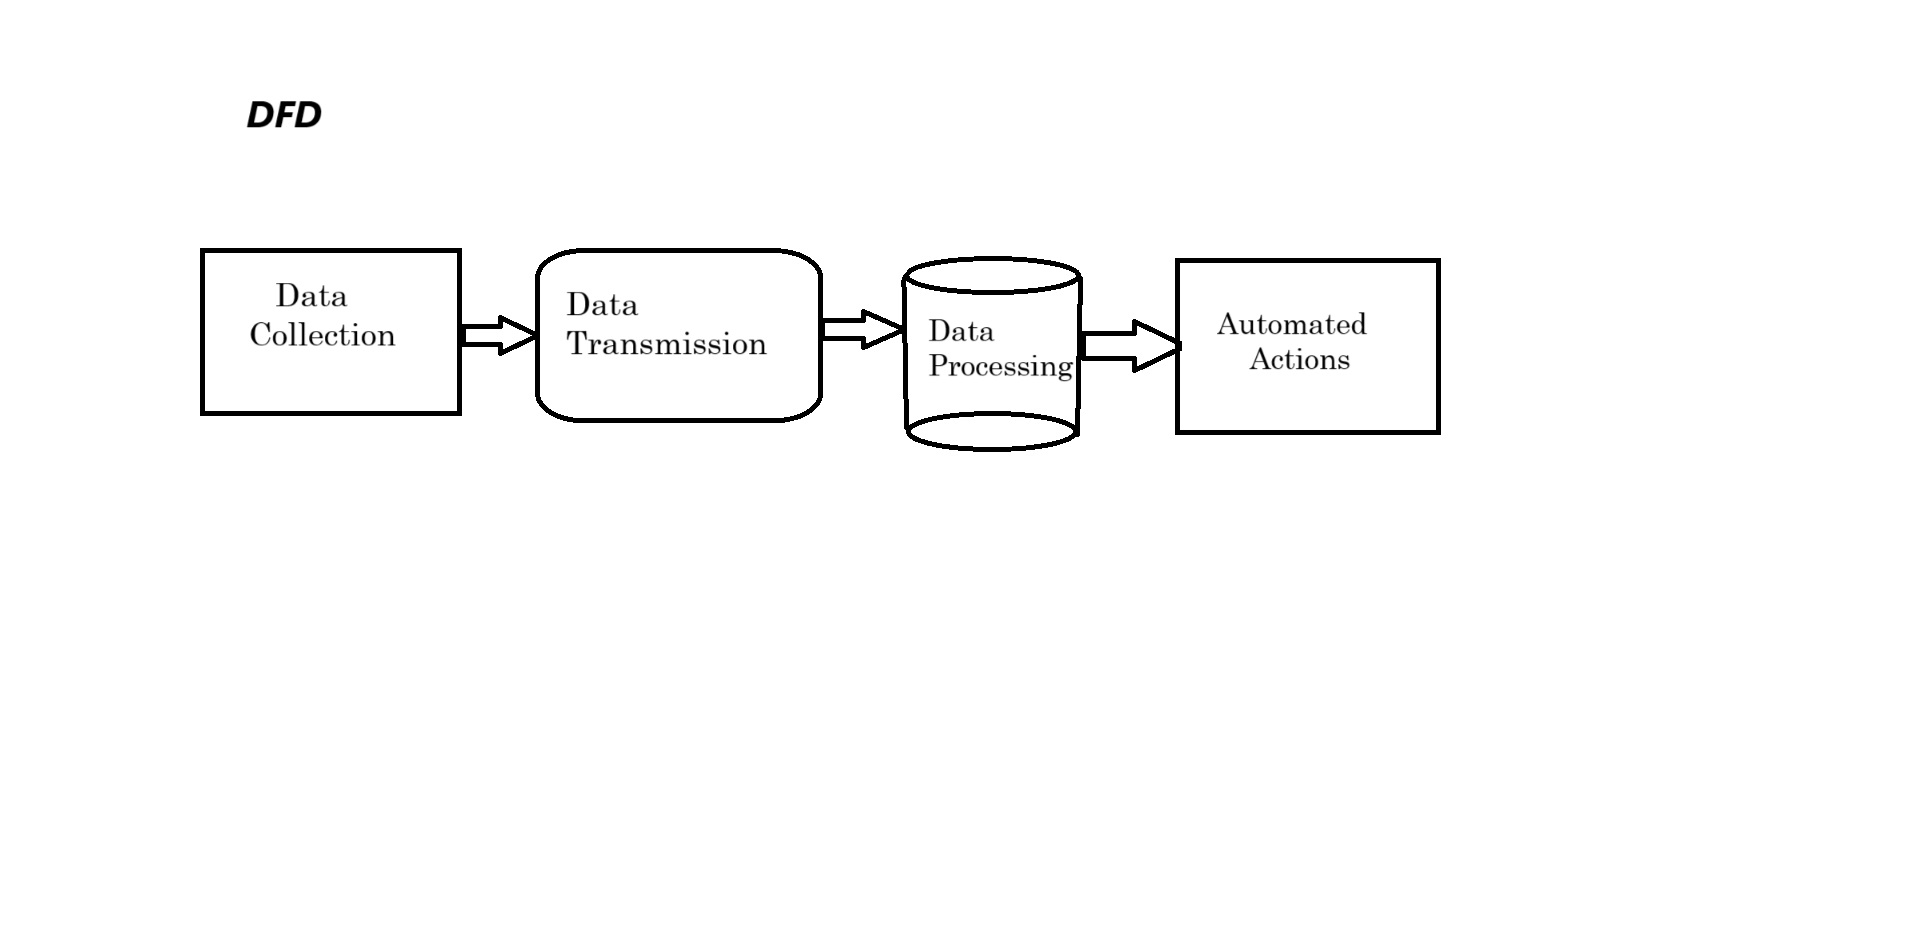 DFD
Data
Collection
Data
Transmission
Data
Processing
Automated
Actions